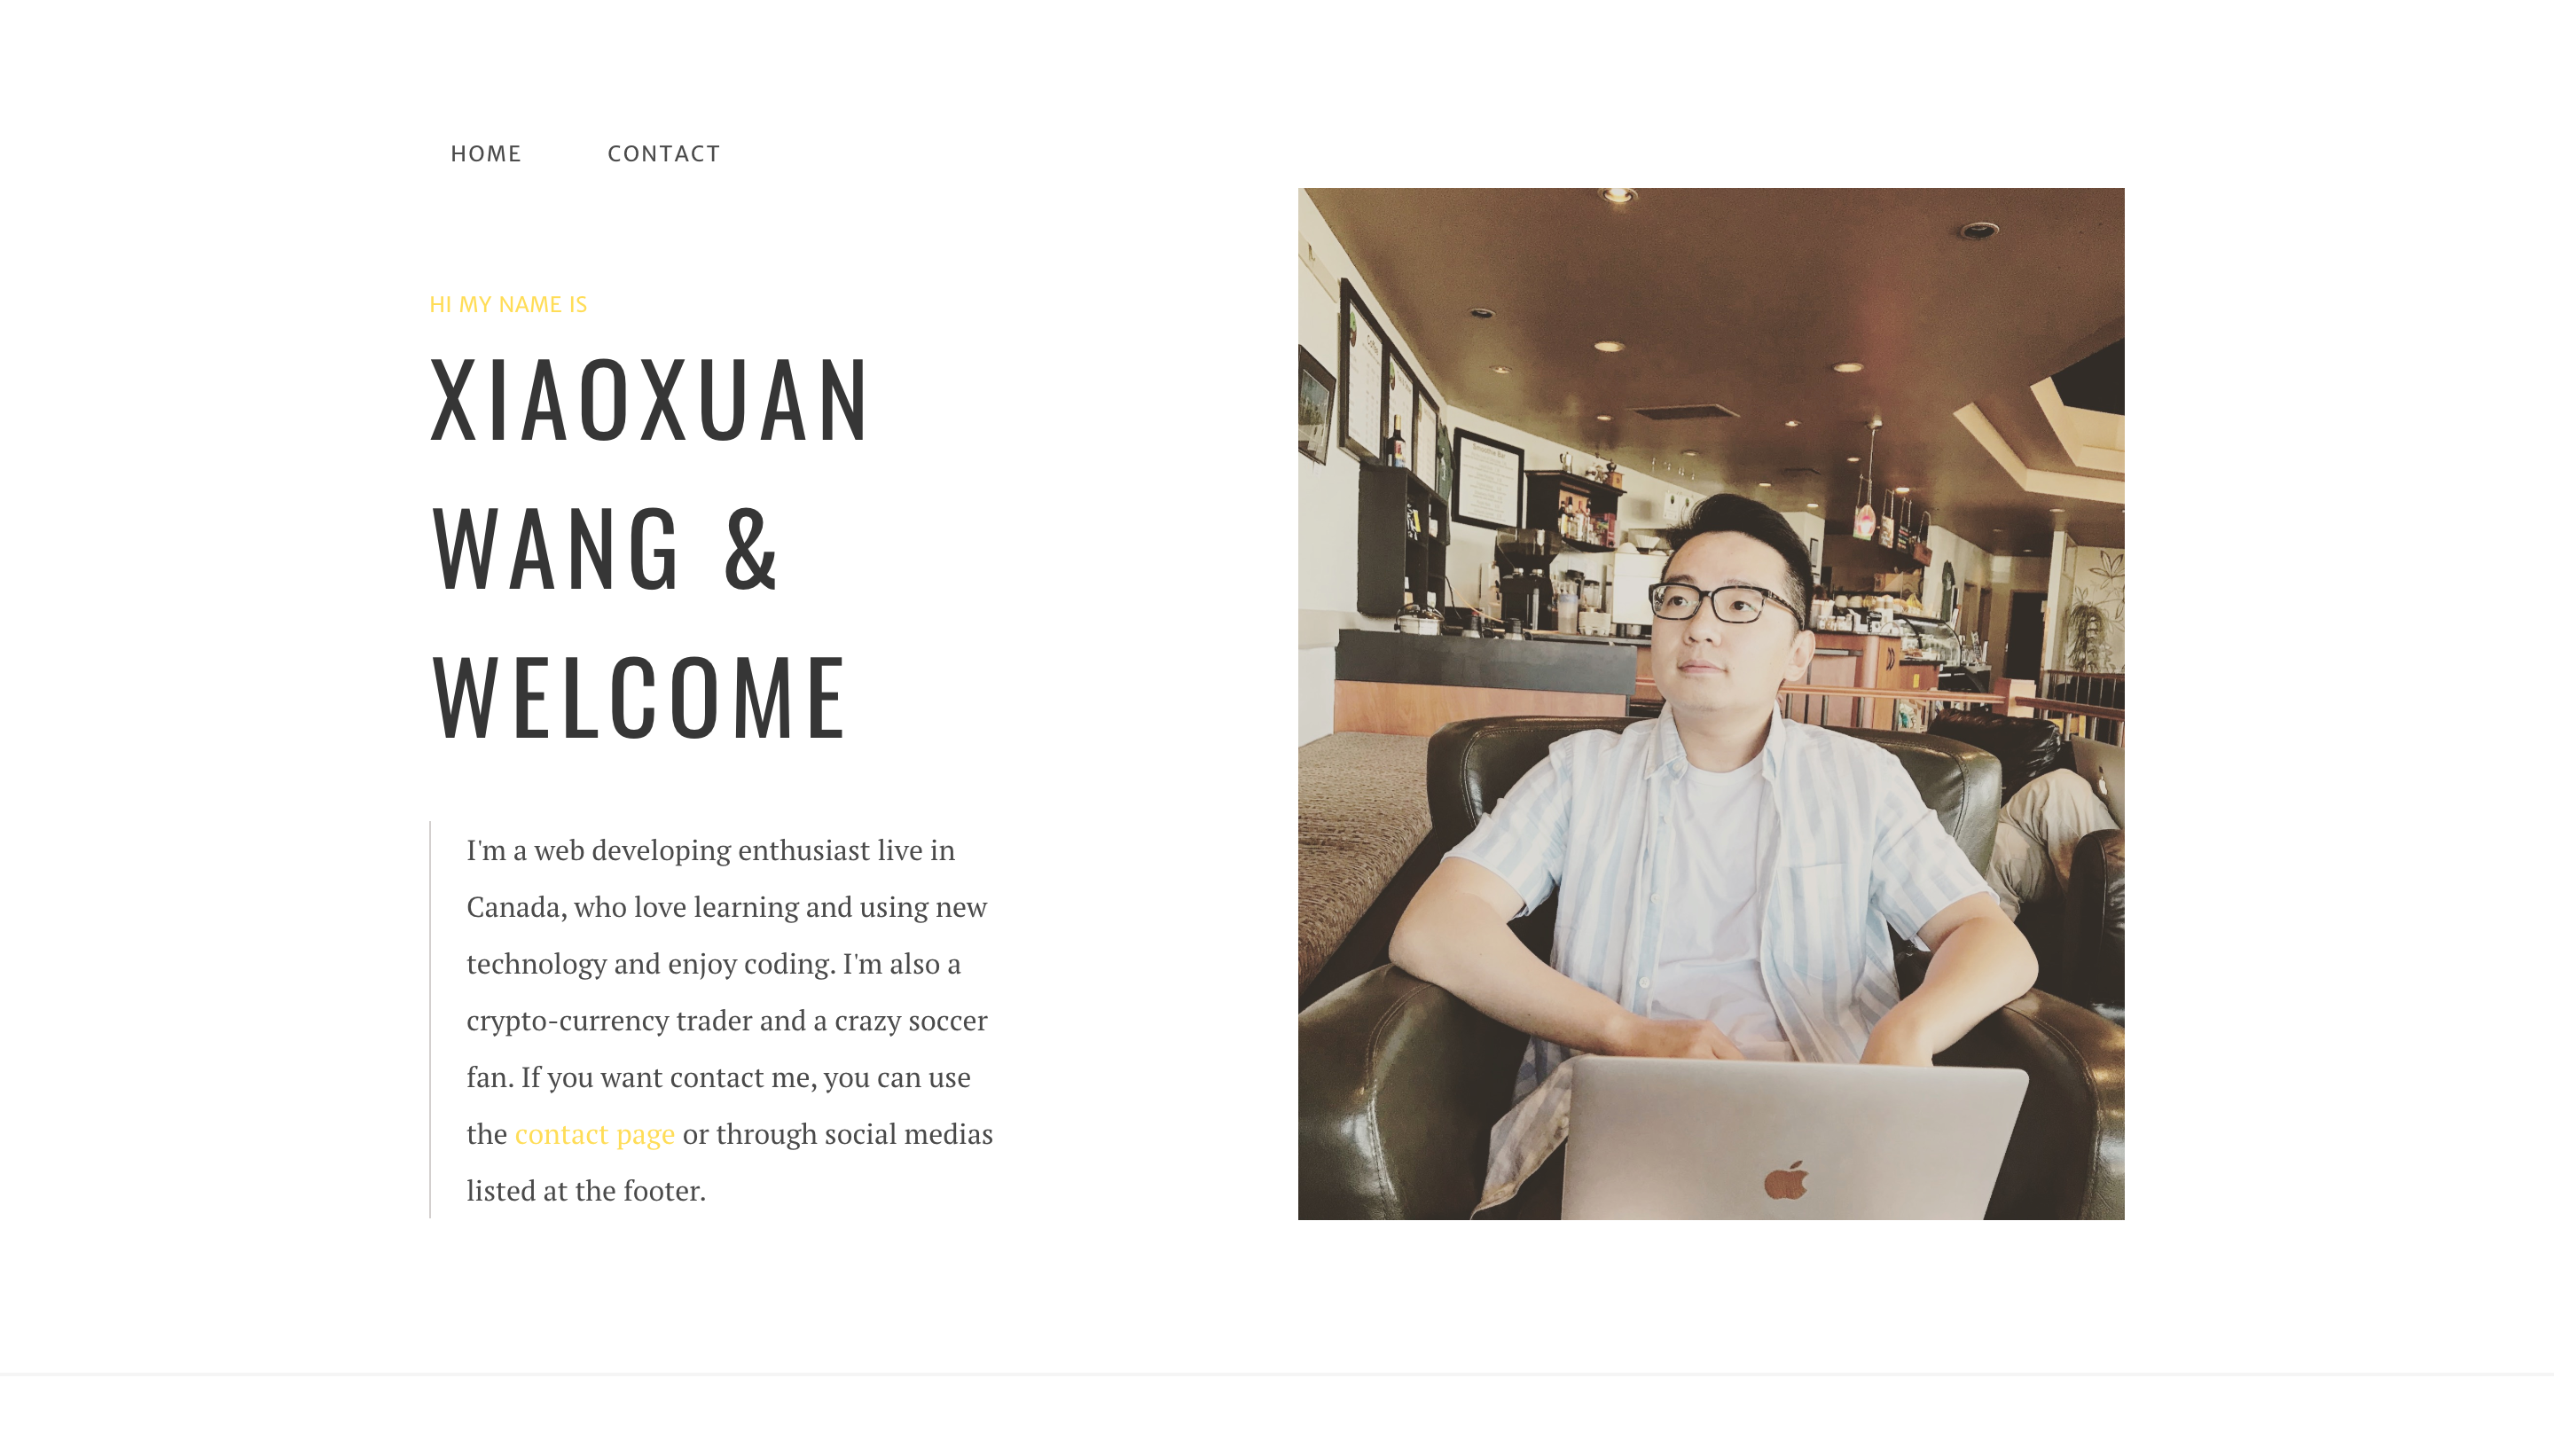 HOME CONTACT
HI MY NAME IS
XIAOXUAN
WANG &
WELCOME
I'm a web developing enthusiast live in
Canada, who love learning and using new
technology and enjoy coding. I'm also a
crypto-currency trader and a crazy soccer
fan. If you want contact me, you can use
the contact page or through social medias
listed at the footer.